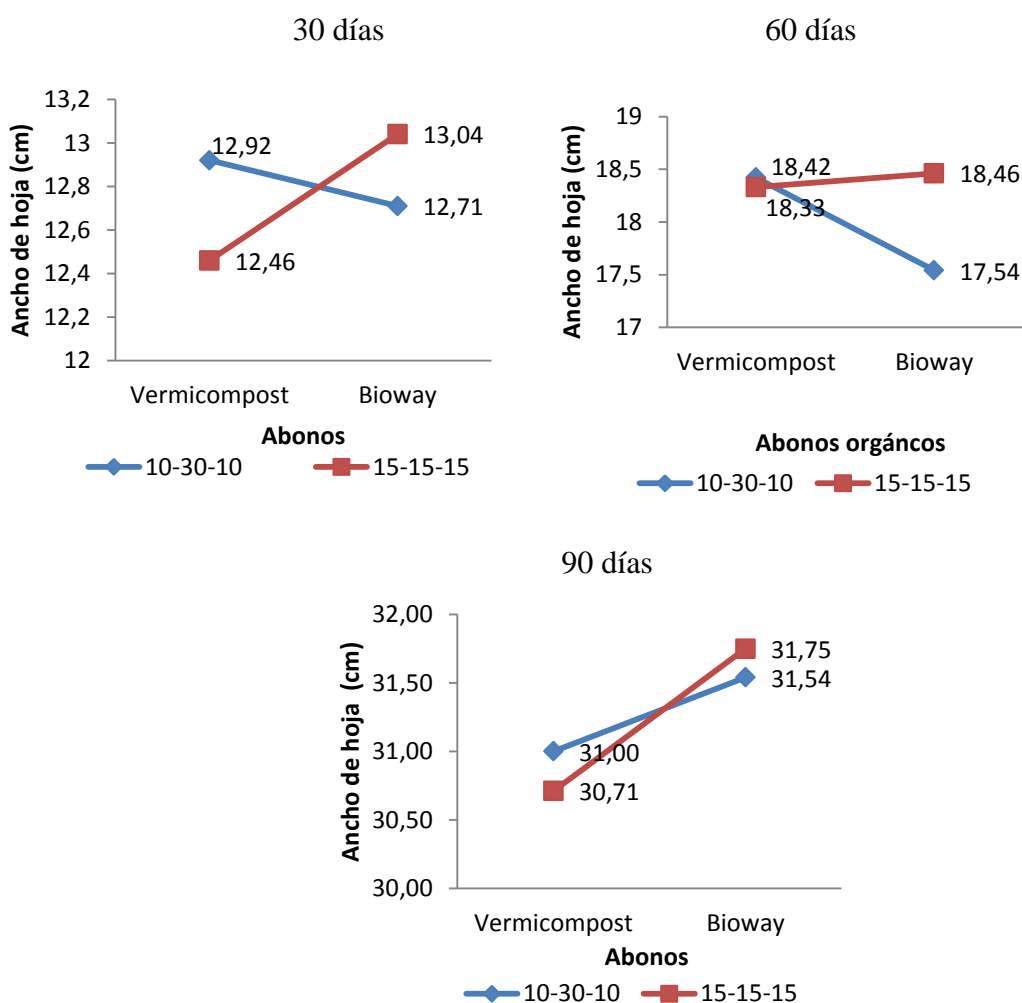 30 días
Ancho de hoja (cm)
13,2
13
12,8
12,6
12,4
12,2
12
12,92
13,04
12,71
12,46
Vermicompost Bioway
Abonos
10-30-10 15-15-15
60 días
Ancho de hoja (cm)
19
18,5
18
17,5
17
18,42
18,46
18,33
17,54
Vermicompost Bioway
Abonos orgáncos
10-30-10 15-15-15
90 días
Ancho de hoja (cm)
32,00
31,50
31,00
30,50
30,00
31,75
31,54
31,00
30,71
Vermicompost Bioway
Abonos
10-30-10 15-15-15